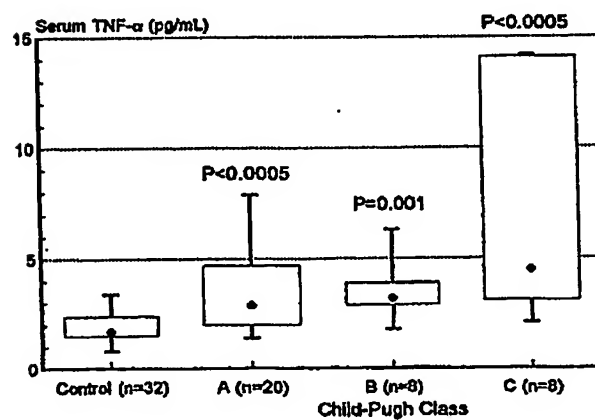 Serum TNF-α (pg/mL)
P<0.0005
15
10
P<0.0005
P=0.001
5
0
Control (n=32) A (n=20) B (n=8) C (n=8)
Child-Pugh Class